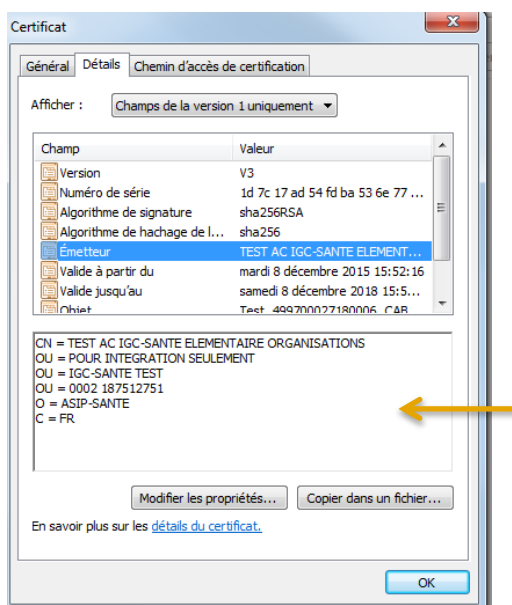 Certificat
Général Détails Chemin d'accès de certification
Afficher : Champs de la version 1 uniquement
Champ Valeur
Version V3
Numéro de série 1d 7c 17 ad 54 fd ba 53 6e 77 ...
Algorithme de signature sha256RSA
Algorithme de hachage de l... sha256
Émetteur TEST AC IGC-SANTE ELEMENT...
Valide à partir du mardi 8 décembre 2015 15:52:16
Valide jusqu'au samedi 8 décembre 2018 15:5...
Objet Test 499700027180006 CAB
CN = TEST AC IGC-SANTE ELEMENTAIRE ORGANISATIONS
OU = POUR INTEGRATION SEULEMENT
OU = IGC-SANTE TEST
OU = 0002 187512751
O = ASIP-SANTE
C = FR
Modifier les propriétés... Copier dans un fichier...
En savoir plus sur les détails du certificat.
OK